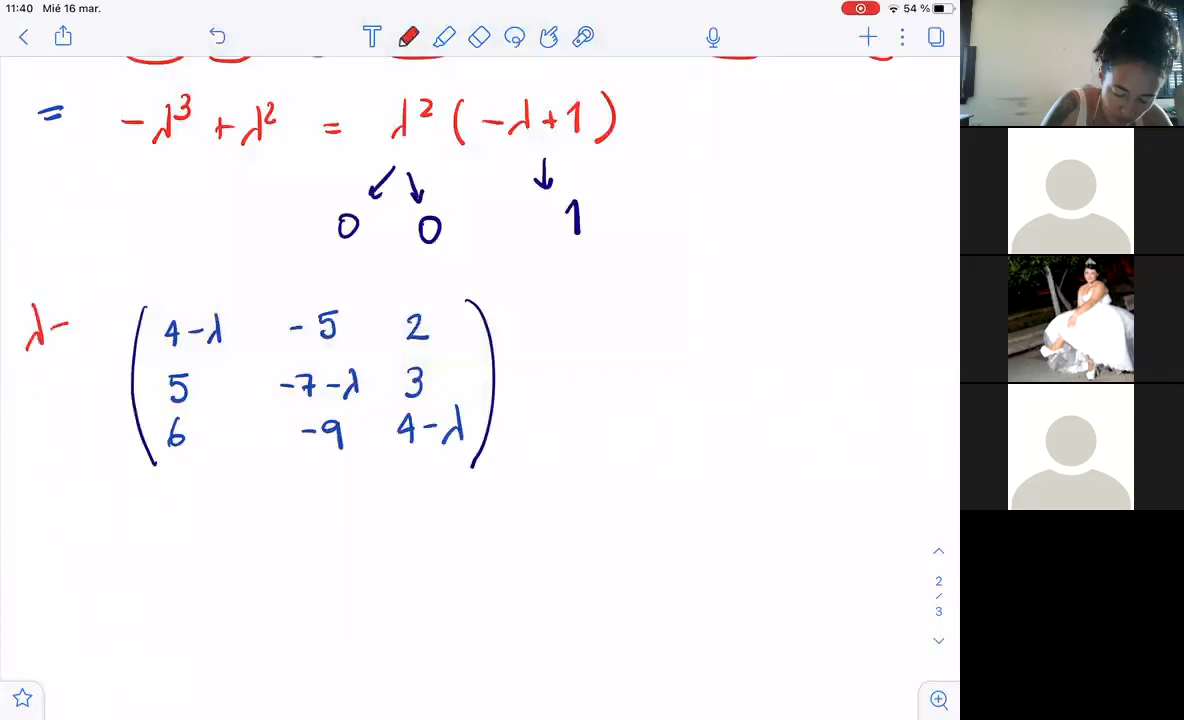 11:40 Mié 16 mar. 54 %
T
= -λ³ + λ² = λ² (-λ+1)
0 0 1
λ- 4-λ -5 2
5 -7-λ 3
6 -9 4-λ
2
/
3